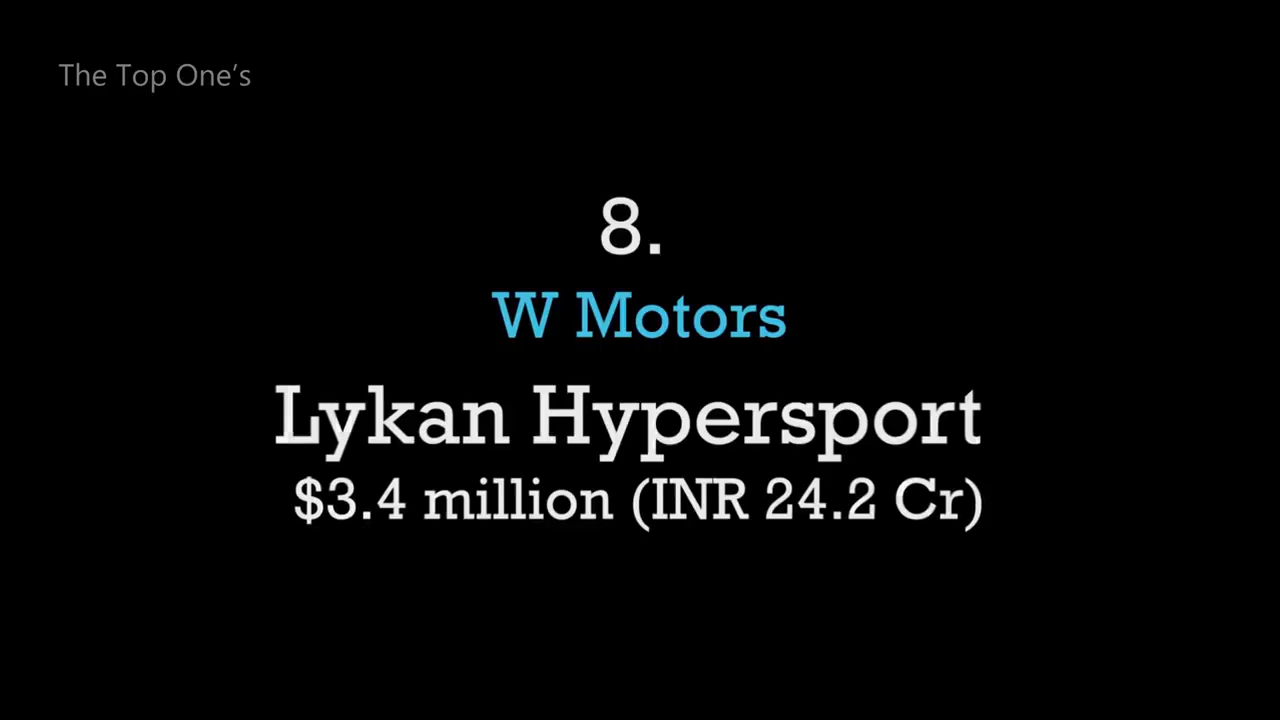 The Top One's
8.
W Motors
Lykan Hypersport
$3.4 million (INR 24.2 Cr)